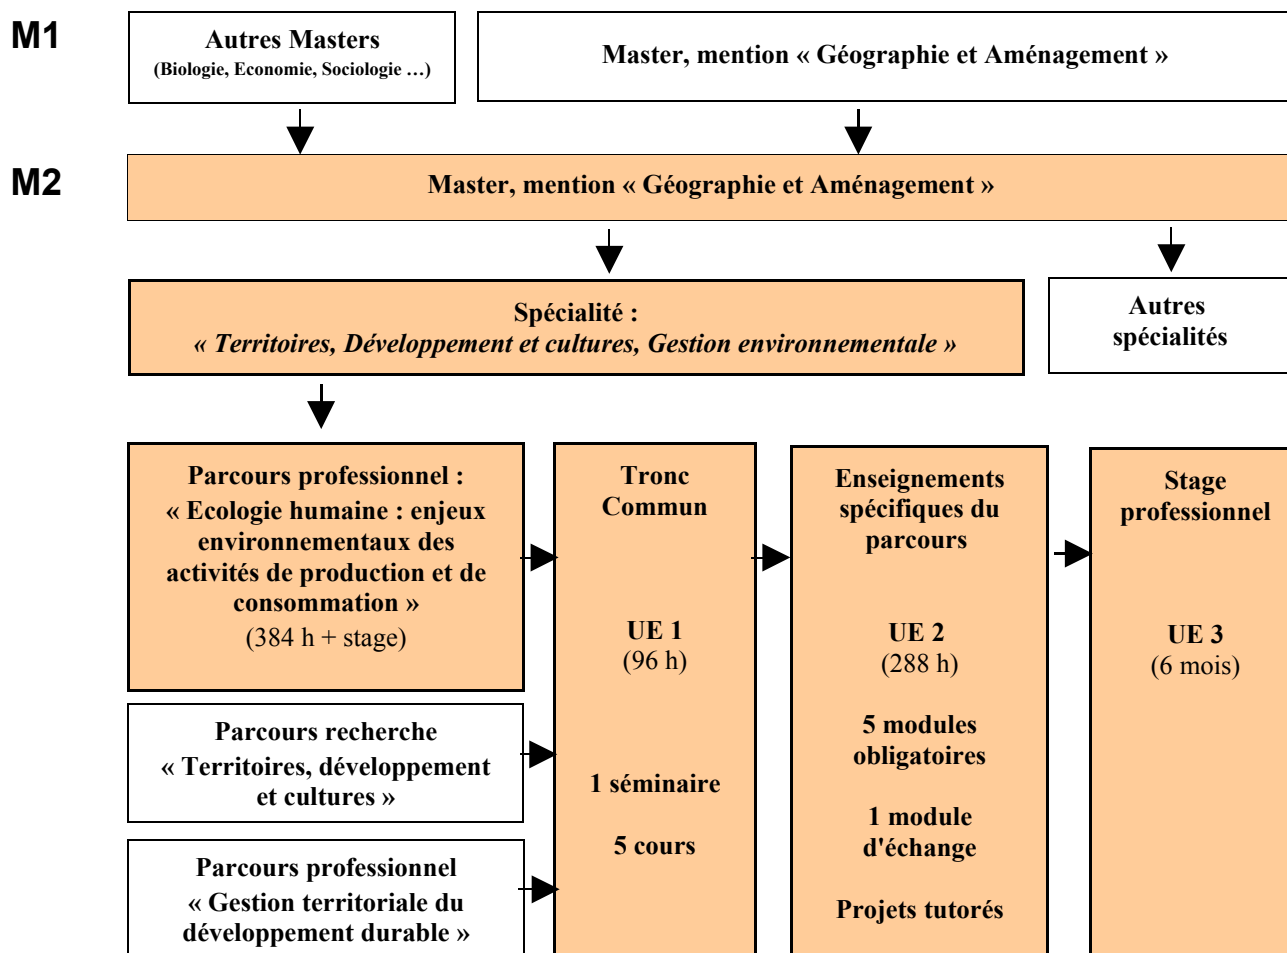 M1
Autres Masters
(Biologie, Economie, Sociologie …)
Master, mention « Géographie et Aménagement »
M2
Master, mention « Géographie et Aménagement »
Spécialité :
« Territoires, Développement et cultures, Gestion environnementale »
Autres
spécialités
Parcours professionnel :
« Ecologie humaine : enjeux
environnementaux des
activités de production et de
consommation »
(384 h + stage)
Parcours recherche
« Territoires, développement
et cultures »
Parcours professionnel
« Gestion territoriale du
développement durable »
Tronc
Commun
UE 1
(96 h)
1 séminaire
5 cours
Enseignements
spécifiques du
parcours
UE 2
(288 h)
5 modules
obligatoires
1 module
d'échange
Projets tutorés
Stage
professionnel
UE 3
(6 mois)